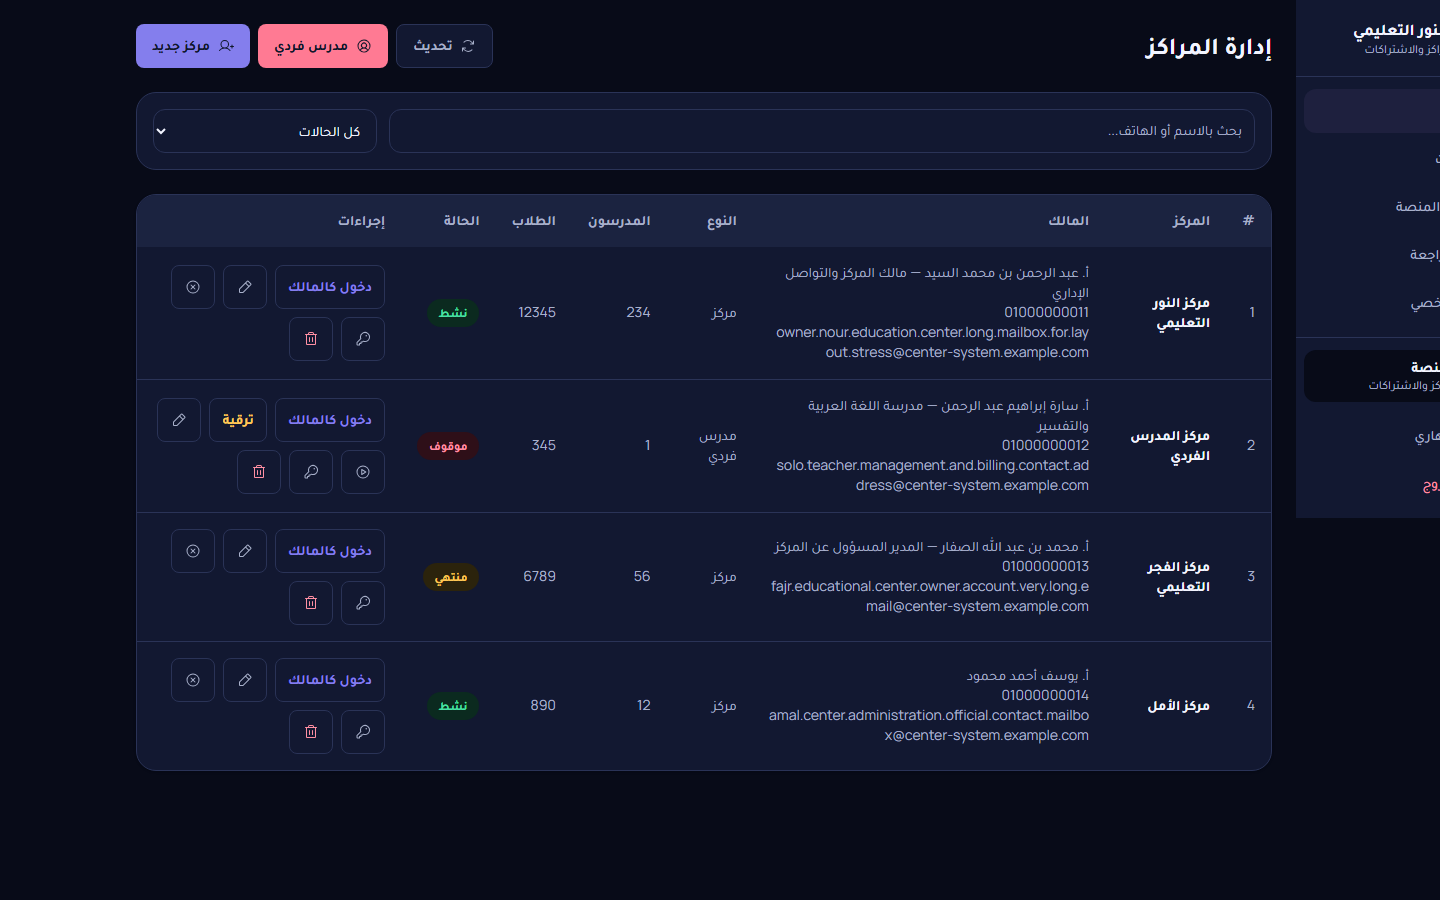 إدارة المراكز
تحديث
مدرس فردي
مركز جديد
بحث بالاسم أو الهاتف...
كل الحالات
# المركز المالك النوع المدرسون الطلاب الحالة إجراءات
1
مركز النور
التعليمي
أ. عبد الرحمن بن محمد السيد — مالك المركز والتواصل
الإداري
01000000011
owner.nour.education.center.long.mailbox.for.lay
out.stress@center-system.example.com
مركز
234
12345
نشط
دخول كالمالك
2
مركز المدرس
الفردي
أ. سارة إبراهيم عبد الرحمن — مدرسة اللغة العربية
والتفسير
01000000012
solo.teacher.management.and.billing.contact.ad
dress@center-system.example.com
مدرس
فردي
1
345
موقوف
دخول كالمالك
ترقية
3
مركز الفجر
التعليمي
أ. محمد بن عبد الله الصفار — المدير المسؤول عن المركز
01000000013
fajr.educational.center.owner.account.very.long.e
mail@center-system.example.com
مركز
56
6789
منتهي
دخول كالمالك
4
مركز الأمل
أ. يوسف أحمد محمود
01000000014
amal.center.administration.official.contact.mailbo
x@center-system.example.com
مركز
12
890
نشط
دخول كالمالك
التعليمي
والاشتراكات
المنصة
والاشتراكات